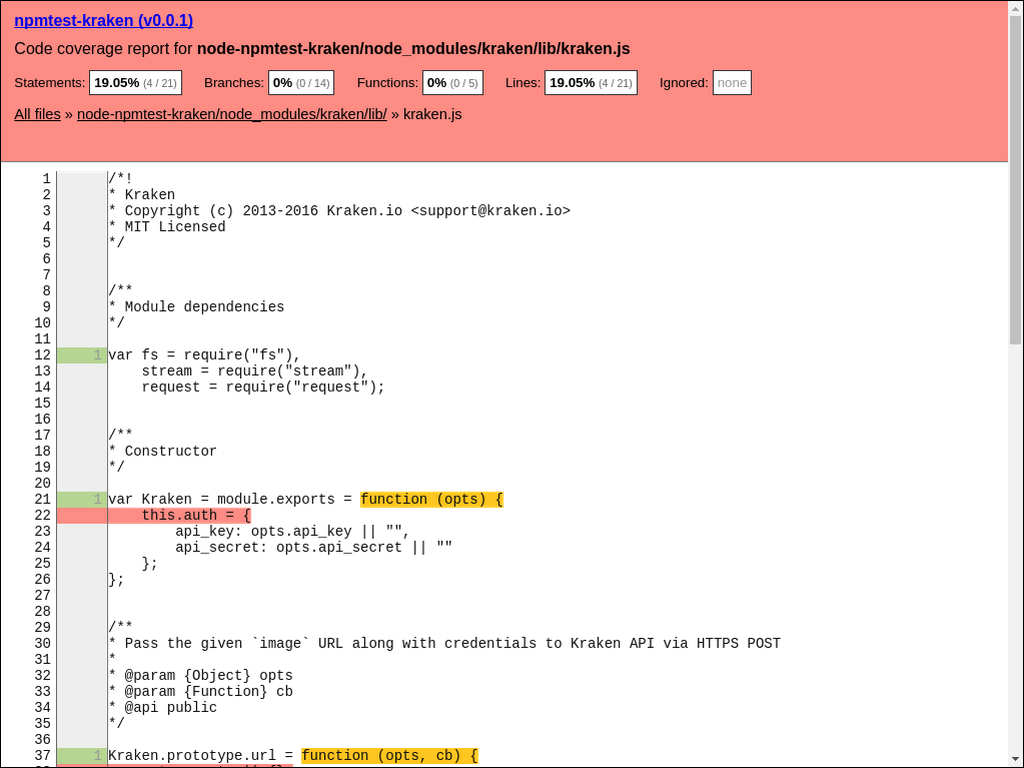 npmtest-kraken (v0.0.1)
Code coverage report for node-npmtest-kraken/node_modules/kraken/lib/kraken.js
Statements: 19.05% (4 / 21) Branches: 0% (0 / 14) Functions: 0% (0 / 5) Lines: 19.05% (4 / 21) Ignored: none
All files » node-npmtest-kraken/node_modules/kraken/lib/ » kraken.js
1 /*!
2 * Kraken
3 * Copyright (c) 2013-2016 Kraken.io <support@kraken.io>
4 * MIT Licensed
5 */
6
7
8 /**
9 * Module dependencies
10 */
11
12 1 var fs = require("fs"),
13     stream = require("stream"),
14     request = require("request");
15
16
17 /**
18 * Constructor
19 */
20
21 1 var Kraken = module.exports = function (opts) {
22     this.auth = {
23         api_key: opts.api_key || "",
24         api_secret: opts.api_secret || ""
25     };
26 };
27
28
29 /**
30 * Pass the given `image` URL along with credentials to Kraken API via HTTPS POST
31 *
32 * @param {Object} opts
33 * @param {Function} cb
34 * @api public
35 */
36
37 1 Kraken.prototype.url = function (opts, cb) {